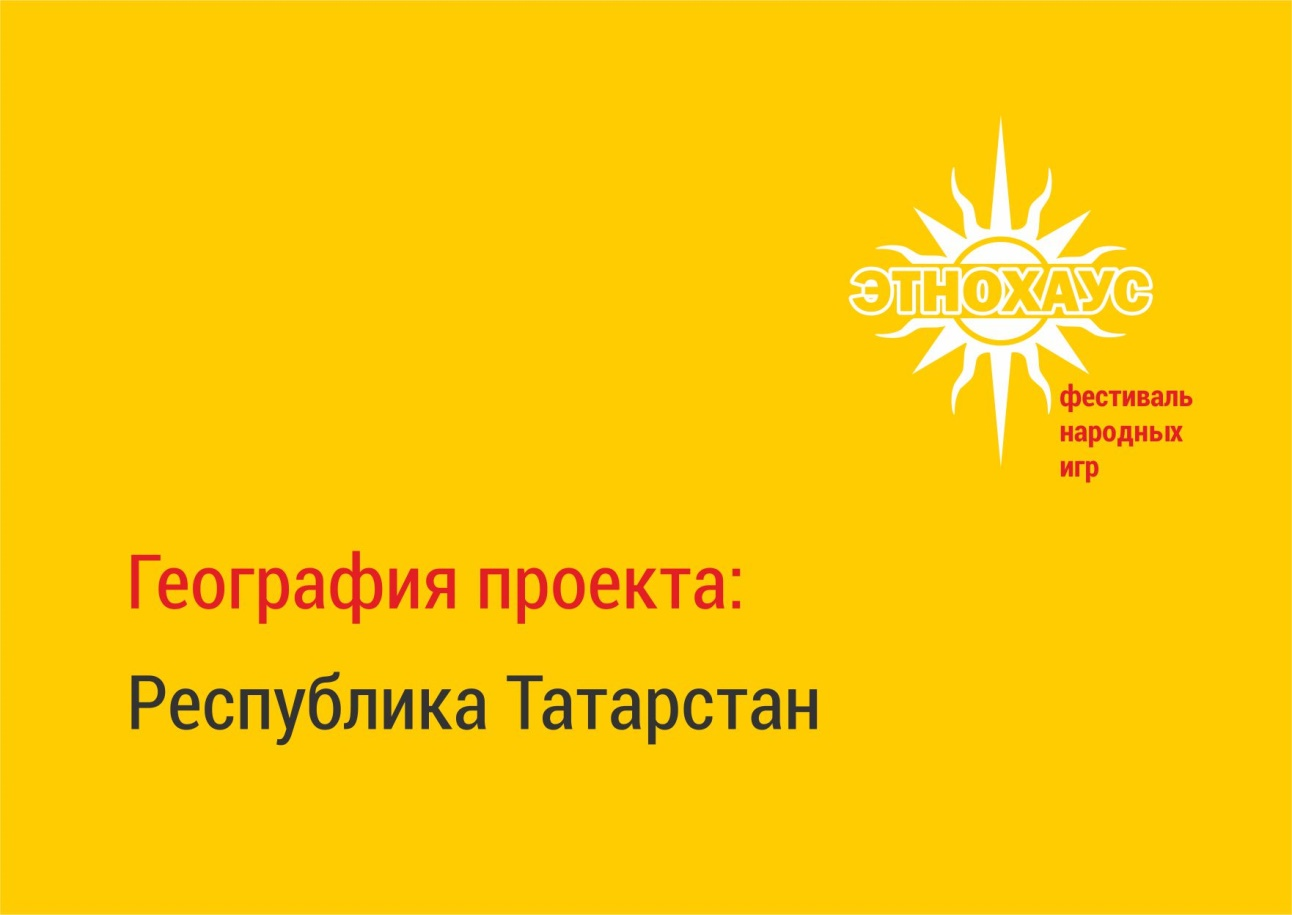 ЭТНОХАУС
фестиваль
народных
игр
География проекта:
Республика Татарстан